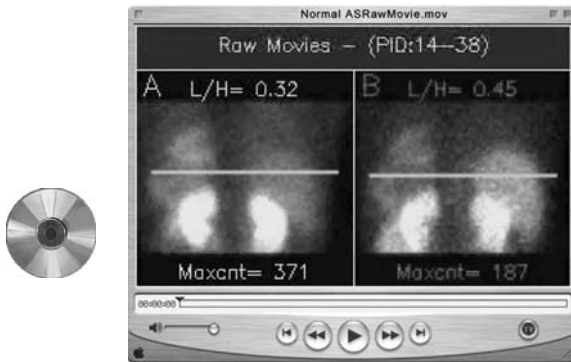 Normal ASRawMovie.mov
Raw Movies - (PID:14--38)
A L/H= 0.32
B L/H= 0.45
Maxcnt= 371
Maxcnt= 187
00:00:00